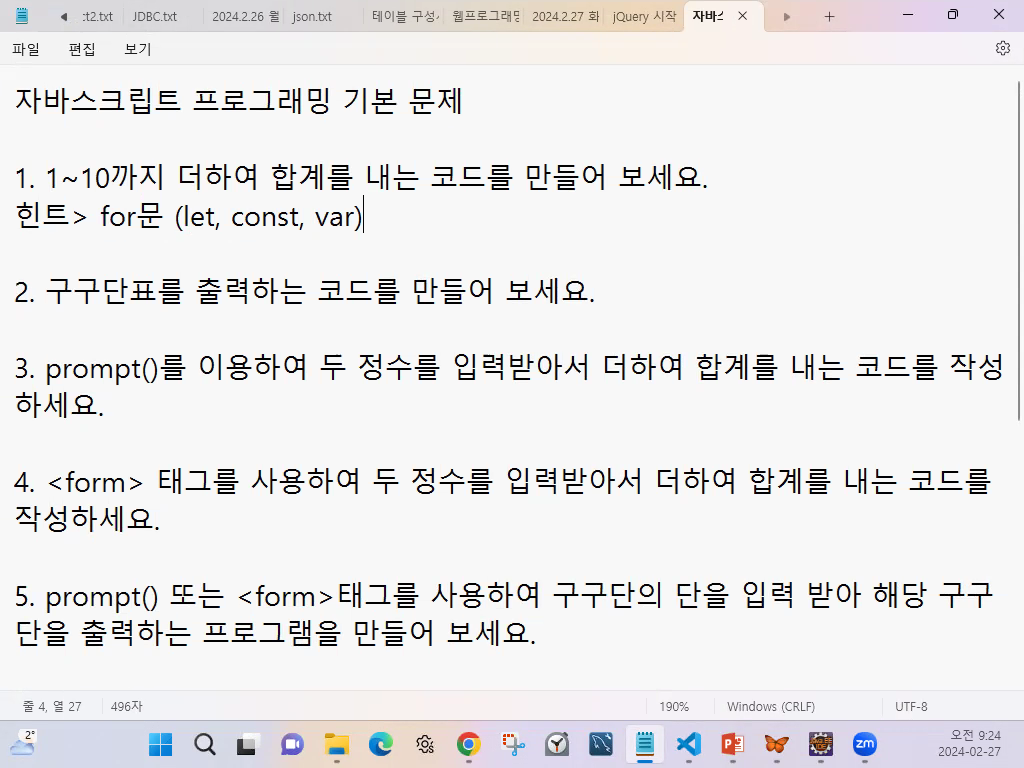 :t2.txt JDBC.txt 2024.2.26 월 json.txt 테이블 구성 웹프로그래밍 2024.2.27 화 jQuery 시작 자바스
파일 편집 보기
자바스크립트 프로그래밍 기본 문제
1. 1~10까지 더하여 합계를 내는 코드를 만들어 보세요.
힌트> for문 (let, const, var)
2. 구구단표를 출력하는 코드를 만들어 보세요.
3. prompt()를 이용하여 두 정수를 입력받아서 더하여 합계를 내는 코드를 작성
하세요.
4. <form> 태그를 사용하여 두 정수를 입력받아서 더하여 합계를 내는 코드를
작성하세요.
5. prompt() 또는 <form>태그를 사용하여 구구단의 단을 입력 받아 해당 구구
단을 출력하는 프로그램을 만들어 보세요.
줄 4, 열 27 496자 190% Windows (CRLF) UTF-8
2° zm 오전 9:24
2024-02-27